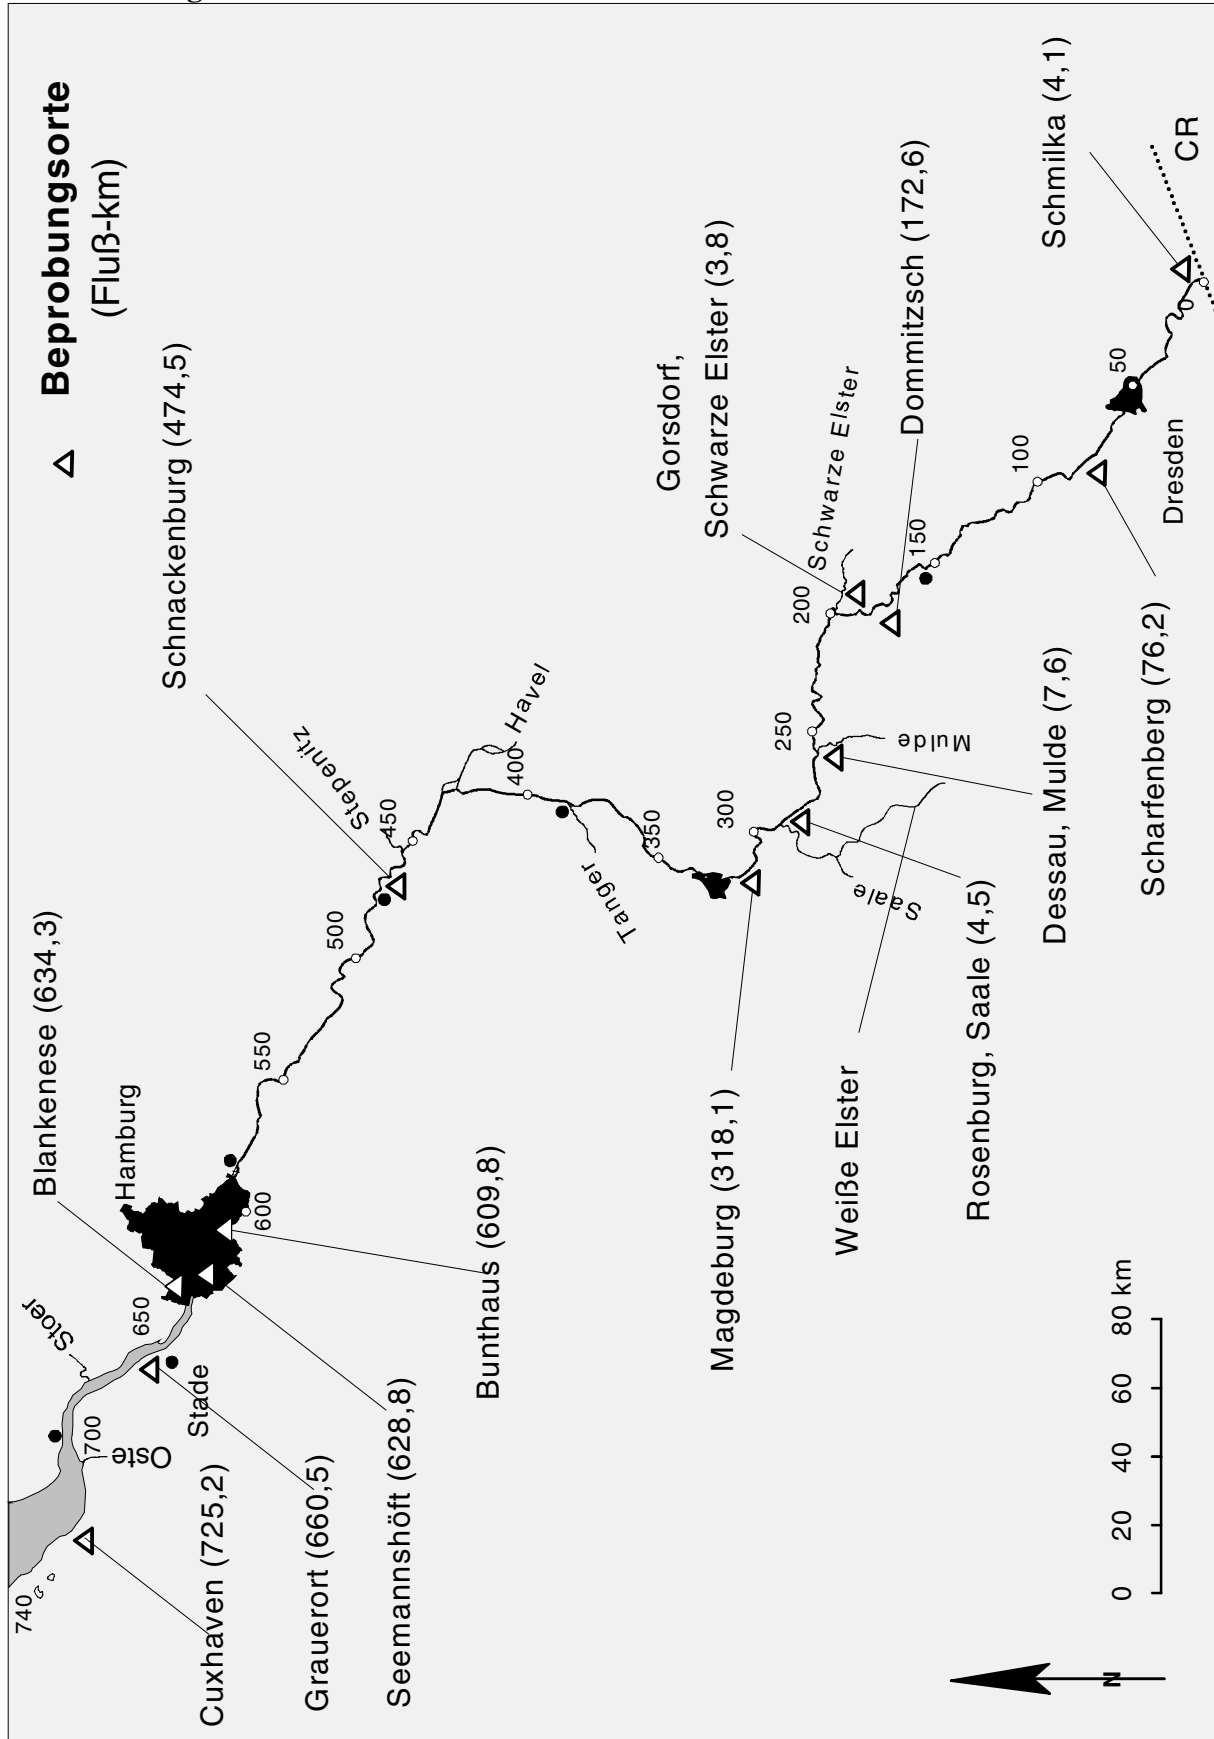 Beprobungsorte
(Fluß-km)
Schnackenburg (474,5)
Blankenese (634,3)
Hamburg
Stoer
650
Stade
700
Oste
740
Cuxhaven (725,2)
Grauerort (660,5)
Seemannshöft (628,8)
Bunthaus (609,8)
600
550
500
450
Stepenitz
Havel
400
Tanger
350
300
Magdeburg (318,1)
Weiße Elster
Saale
Rosenburg, Saale (4,5)
Mulde
Dessau, Mulde (7,6)
250
200
Gorsdorf,
Schwarze Elster (3,8)
Schwarze Elster
Dommitzsch (172,6)
150
100
Scharfenberg (76,2)
Dresden
50
0
Schmilka (4,1)
CR
0 20 40 60 80 km
N